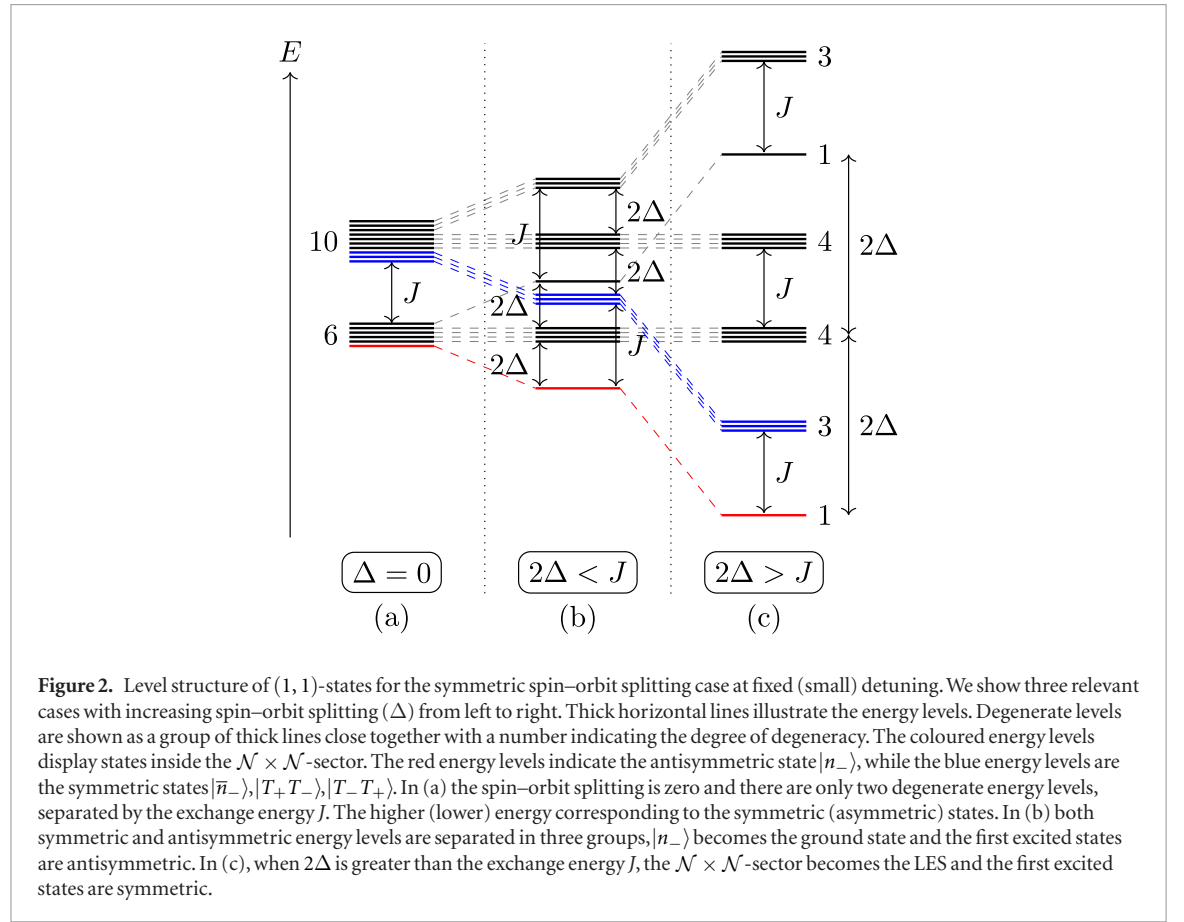 E
10
6
J
J
2Δ
2Δ
2Δ
J
2Δ
3
J
1
4
2Δ
J
4
3
2Δ
J
1
Δ = 0
2Δ < J
2Δ > J
(a)
(b)
(c)
Figure 2. Level structure of (1, 1)-states for the symmetric spin–orbit splitting case at fixed (small) detuning. We show three relevant
cases with increasing spin–orbit splitting (Δ) from left to right. Thick horizontal lines illustrate the energy levels. Degenerate levels
are shown as a group of thick lines close together with a number indicating the degree of degeneracy. The coloured energy levels
display states inside the 𝒩 × 𝒩-sector. The red energy levels indicate the antisymmetric state |n₋⟩, while the blue energy levels are
the symmetric states |n̅₋⟩, |T₊T₋⟩, |T₋T₊⟩. In (a) the spin–orbit splitting is zero and there are only two degenerate energy levels,
separated by the exchange energy J. The higher (lower) energy corresponding to the symmetric (asymmetric) states. In (b) both
symmetric and antisymmetric energy levels are separated in three groups, |n₋⟩ becomes the ground state and the first excited states
are antisymmetric. In (c), when 2Δ is greater than the exchange energy J, the 𝒩 × 𝒩-sector becomes the LES and the first excited
states are symmetric.